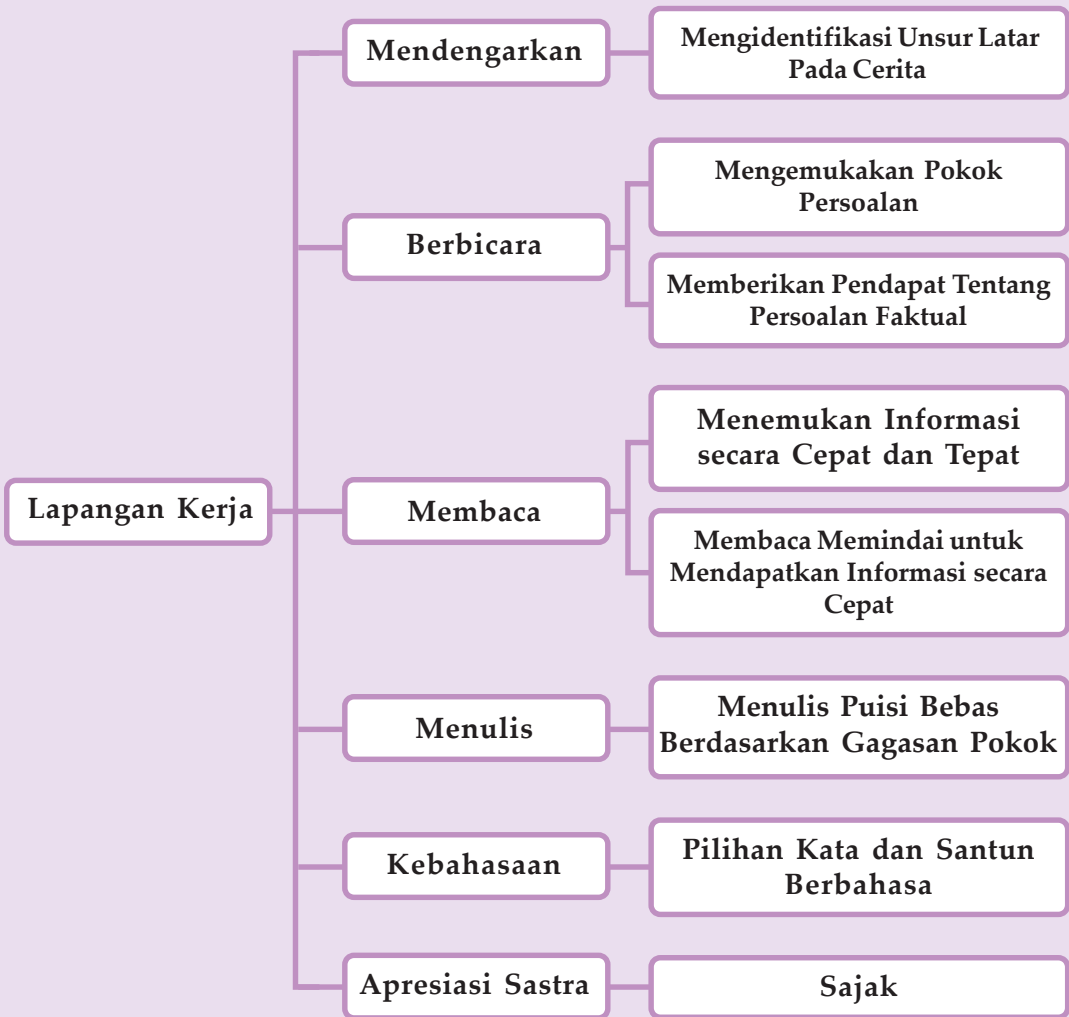 Lapangan Kerja
Mendengarkan
Mengidentifikasi Unsur Latar
Pada Cerita
Berbicara
Mengemukakan Pokok
Persoalan
Memberikan Pendapat Tentang
Persoalan Faktual
Membaca
Menemukan Informasi
secara Cepat dan Tepat
Membaca Memindai untuk
Mendapatkan Informasi secara
Cepat
Menulis
Menulis Puisi Bebas
Berdasarkan Gagasan Pokok
Kebahasaan
Pilihan Kata dan Santun
Berbahasa
Apresiasi Sastra
Sajak